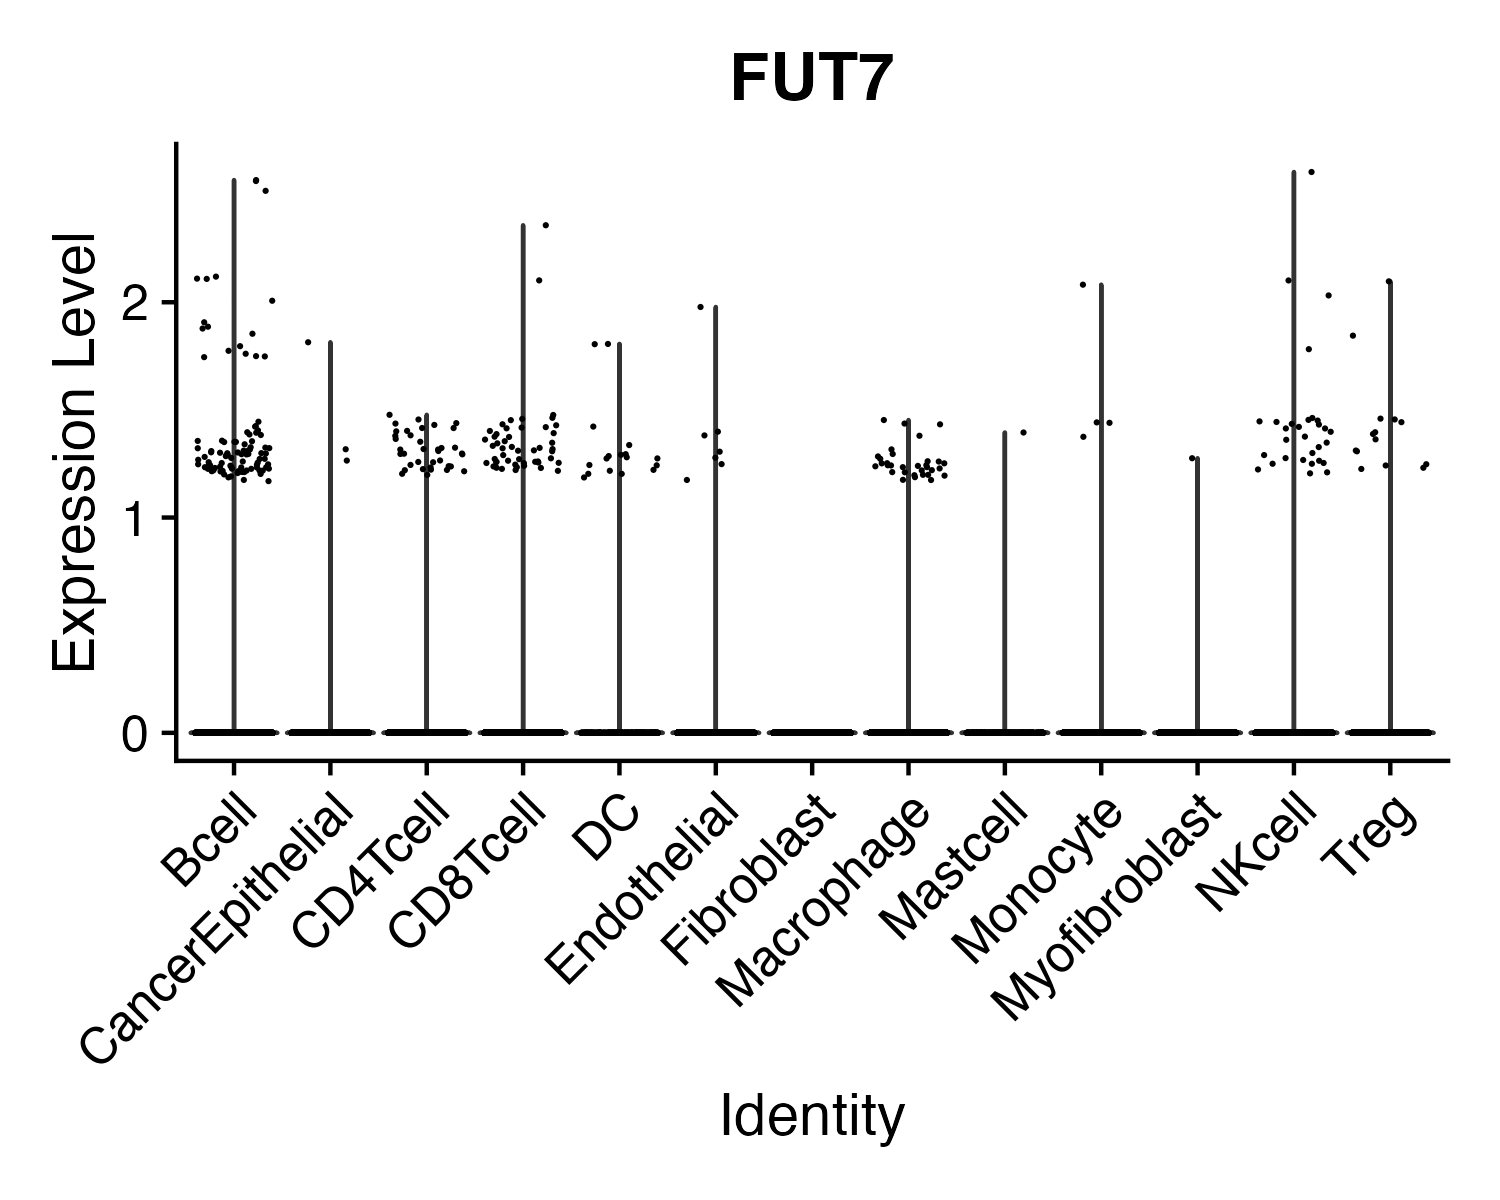 FUT7
Expression Level
2
1
0
Bcell
CancerEpithelial
CD4Tcell
CD8Tcell
DC
Endothelial
Fibroblast
Macrophage
Mastcell
Monocyte
Myofibroblast
NKcell
Treg
Identity